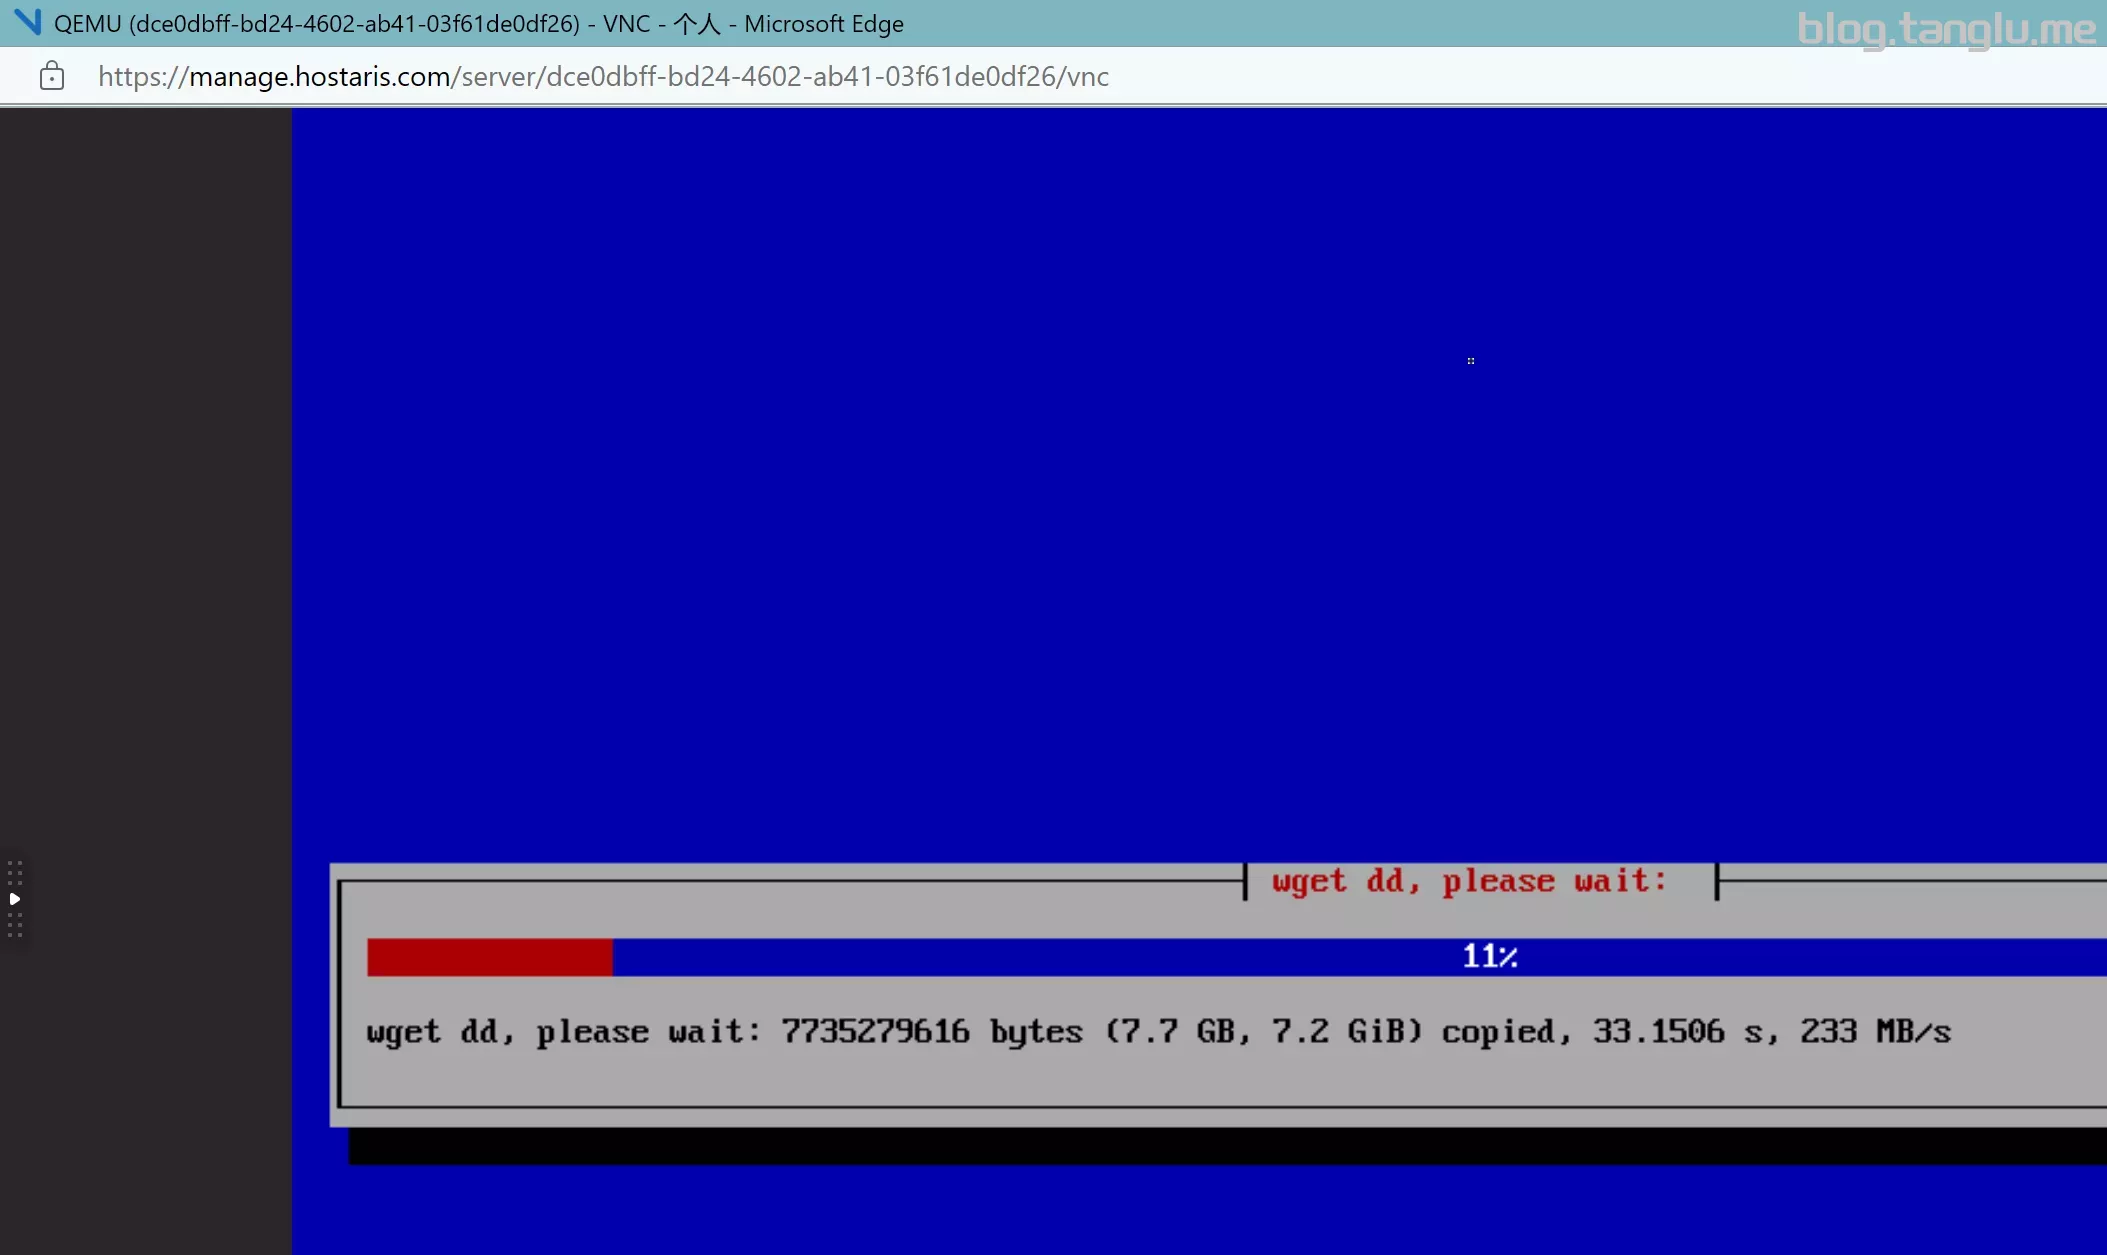 QEMU (dce0dbff-bd24-4602-ab41-03f61de0df26) - VNC - 个人 - Microsoft Edge
blog.tanglu.me
https://manage.hostaris.com/server/dce0dbff-bd24-4602-ab41-03f61de0df26/vnc
wget dd, please wait:
11%
wget dd, please wait: 7735279616 bytes (7.7 GB, 7.2 GiB) copied, 33.1506 s, 233 MB/s